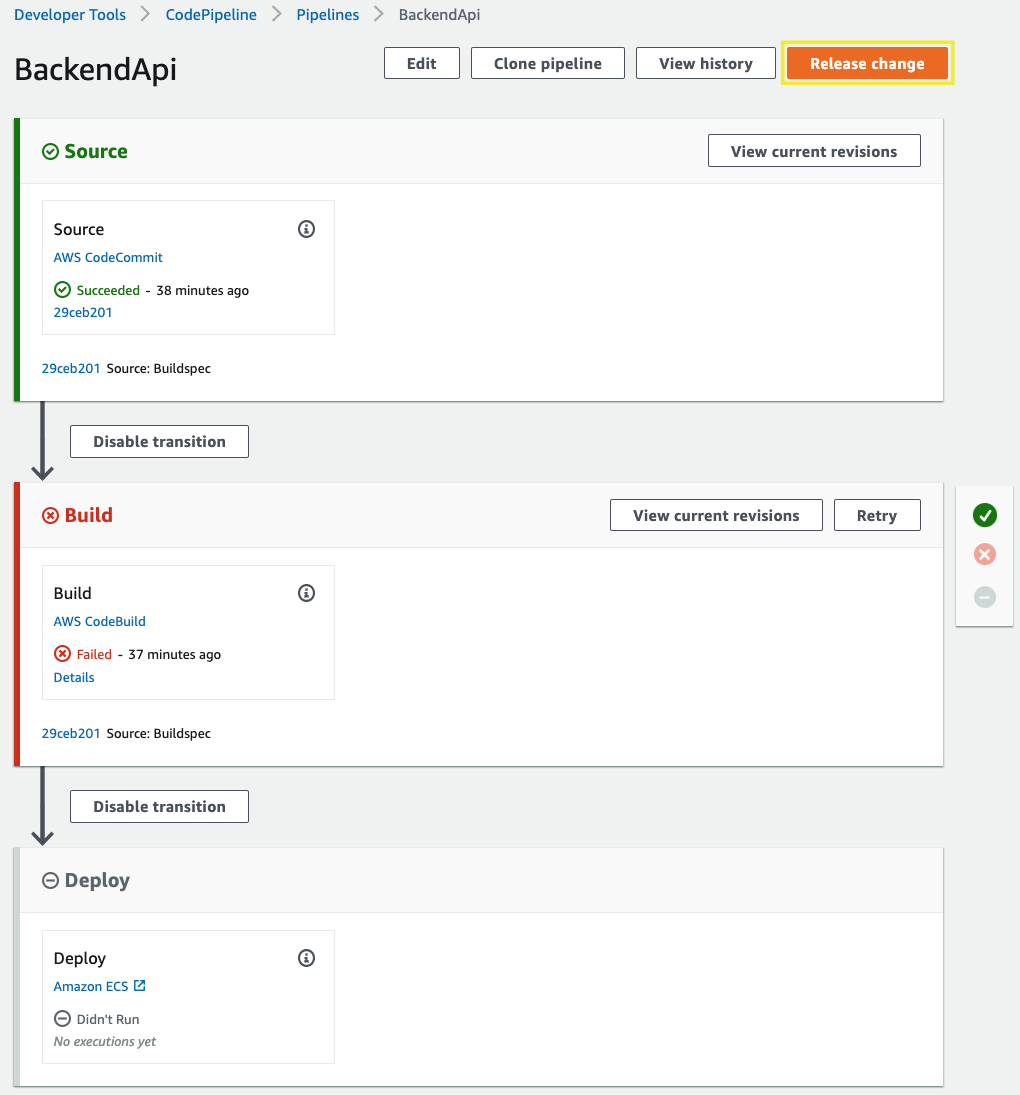 Developer Tools > CodePipeline > Pipelines > BackendApi
BackendApi
Edit
Clone pipeline
View history
Release change
Source
View current revisions
Source
AWS CodeCommit
Succeeded - 38 minutes ago
29ceb201
29ceb201 Source: Buildspec
Disable transition
Build
View current revisions
Retry
Build
AWS CodeBuild
Failed - 37 minutes ago
Details
29ceb201 Source: Buildspec
Disable transition
Deploy
Deploy
Amazon ECS
Didn't Run
No executions yet